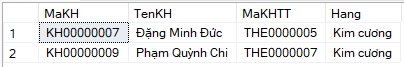 MaKH TenKH MaKHTT Hang
1 KH00000007 Đặng Minh Đức THE0000005 Kim cương
2 KH00000009 Phạm Quỳnh Chi THE0000007 Kim cương